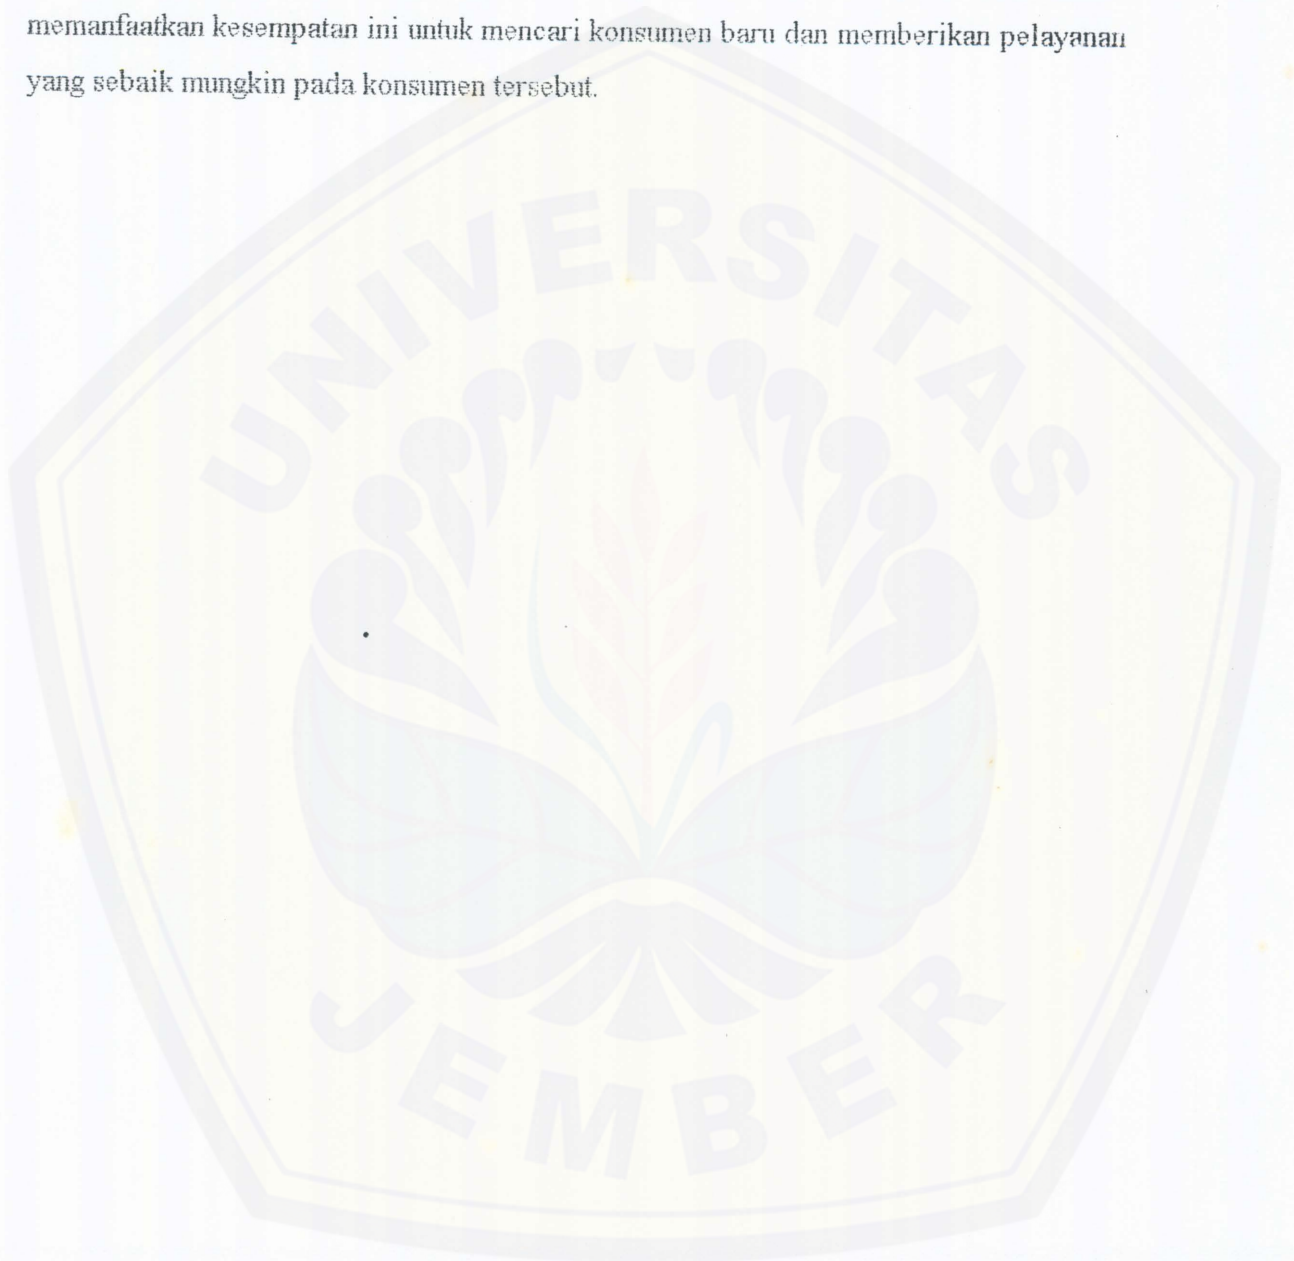 memanfaatkan kesempatan ini untuk mencari konsumen baru dan memberikan pelayanan
yang sebaik mungkin pada konsumen tersebut.
UNIVERSITAS
JEMBER